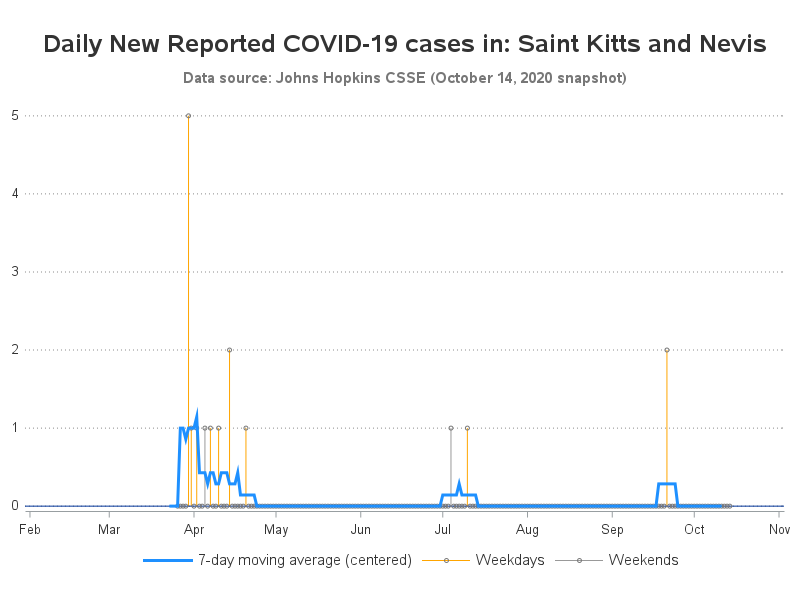 Daily New Reported COVID-19 cases in: Saint Kitts and Nevis
Data source: Johns Hopkins CSSE (October 14, 2020 snapshot)
5
4
3
2
1
0
Feb Mar Apr May Jun Jul Aug Sep Oct Nov
7-day moving average (centered) Weekdays Weekends